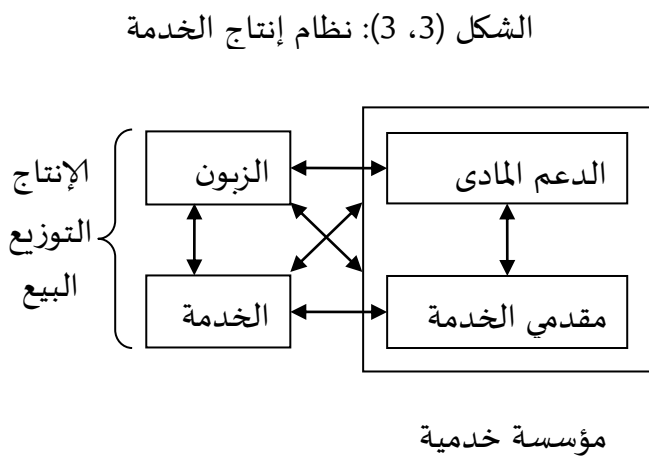 الشكل (3، 3): نظام إنتاج الخدمة
الدعم المادى
الزبون
الإنتاج
التوزيع
البيع
مقدمي الخدمة
الخدمة
مؤسسة خدمية